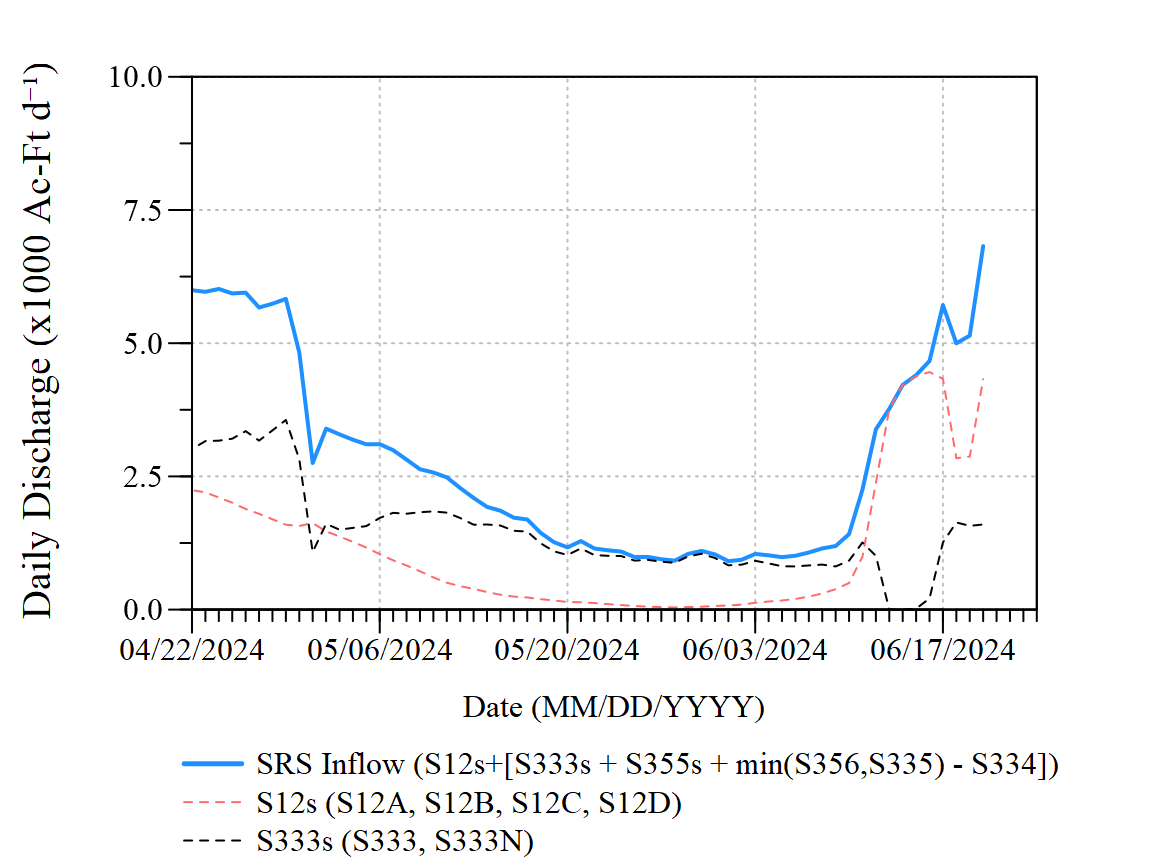 Daily Discharge (x1000 Ac-Ft d⁻¹)
10.0
7.5
5.0
2.5
0.0
04/22/2024 05/06/2024 05/20/2024 06/03/2024 06/17/2024
Date (MM/DD/YYYY)
SRS Inflow (S12s+[S333s + S355s + min(S356,S335) - S334])
S12s (S12A, S12B, S12C, S12D)
S333s (S333, S333N)